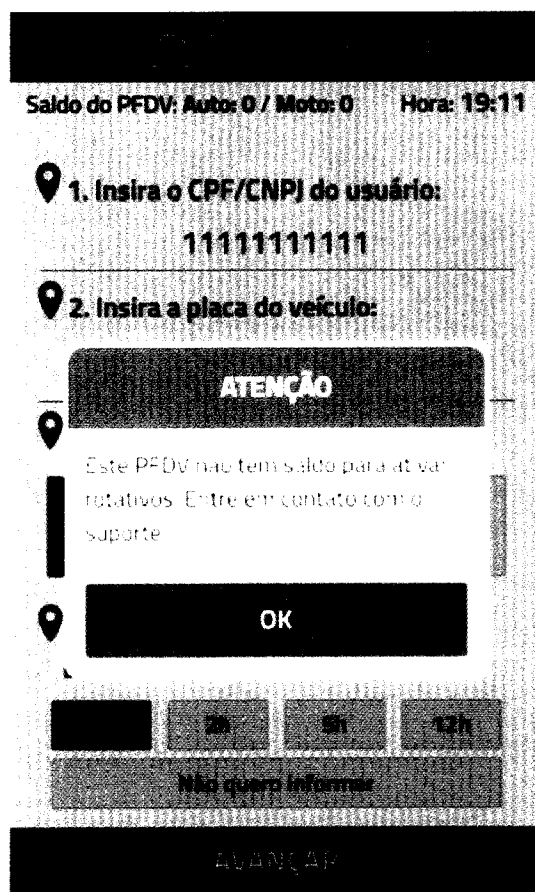 Saldo do PFDV: Auto: 0 / Moto: 0 Hora: 19:11
1. Insira o CPF/CNPJ do usuário:
11111111111
2. Insira a placa do veículo:
ATENÇÃO
Este PFDV não tem saldo para ativar
rotativos. Entre em contato com o
suporte
OK
2h 5h 12h
Não quero informar
AVANÇAR